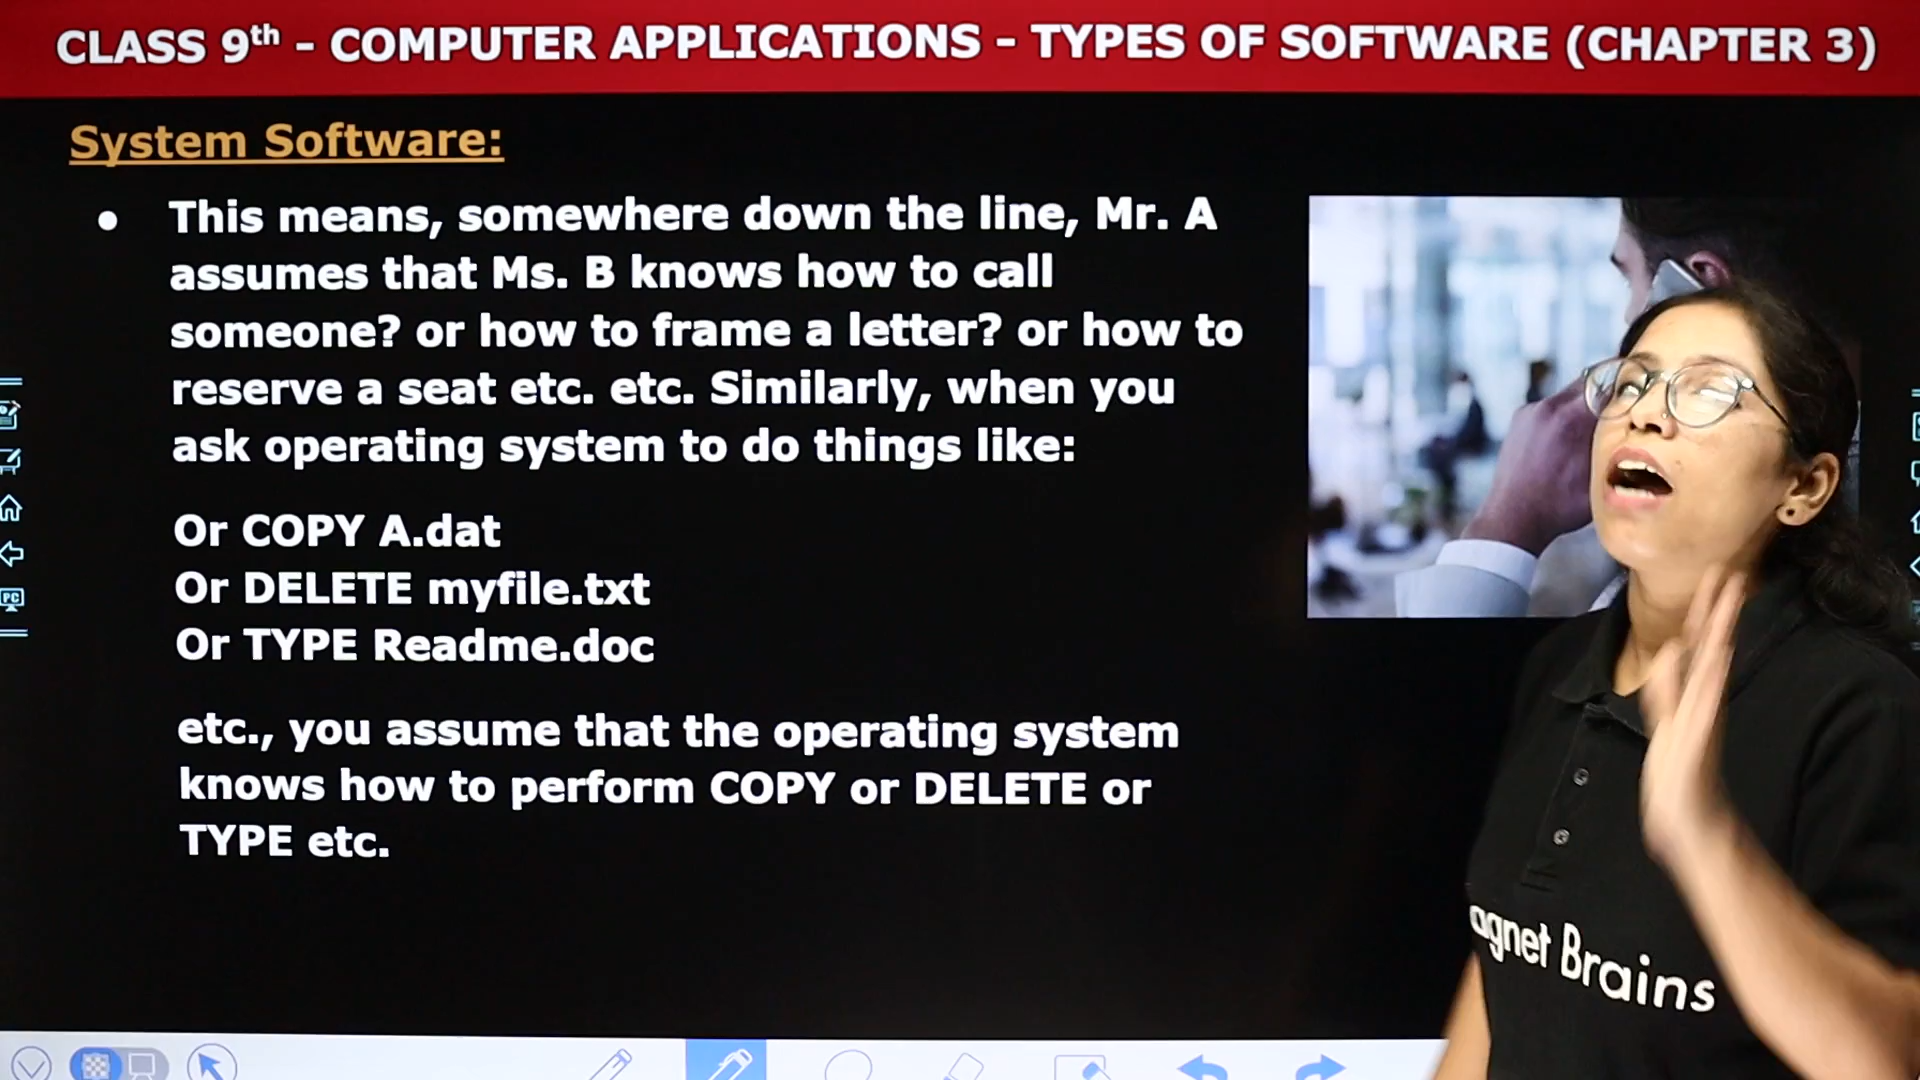 CLASS 9th - COMPUTER APPLICATIONS - TYPES OF SOFTWARE (CHAPTER 3)
System Software:
• This means, somewhere down the line, Mr. A
assumes that Ms. B knows how to call
someone? or how to frame a letter? or how to
reserve a seat etc. etc. Similarly, when you
ask operating system to do things like:
Or COPY A.dat
Or DELETE myfile.txt
Or TYPE Readme.doc
etc., you assume that the operating system
knows how to perform COPY or DELETE or
TYPE etc.
PC
agnet Brains